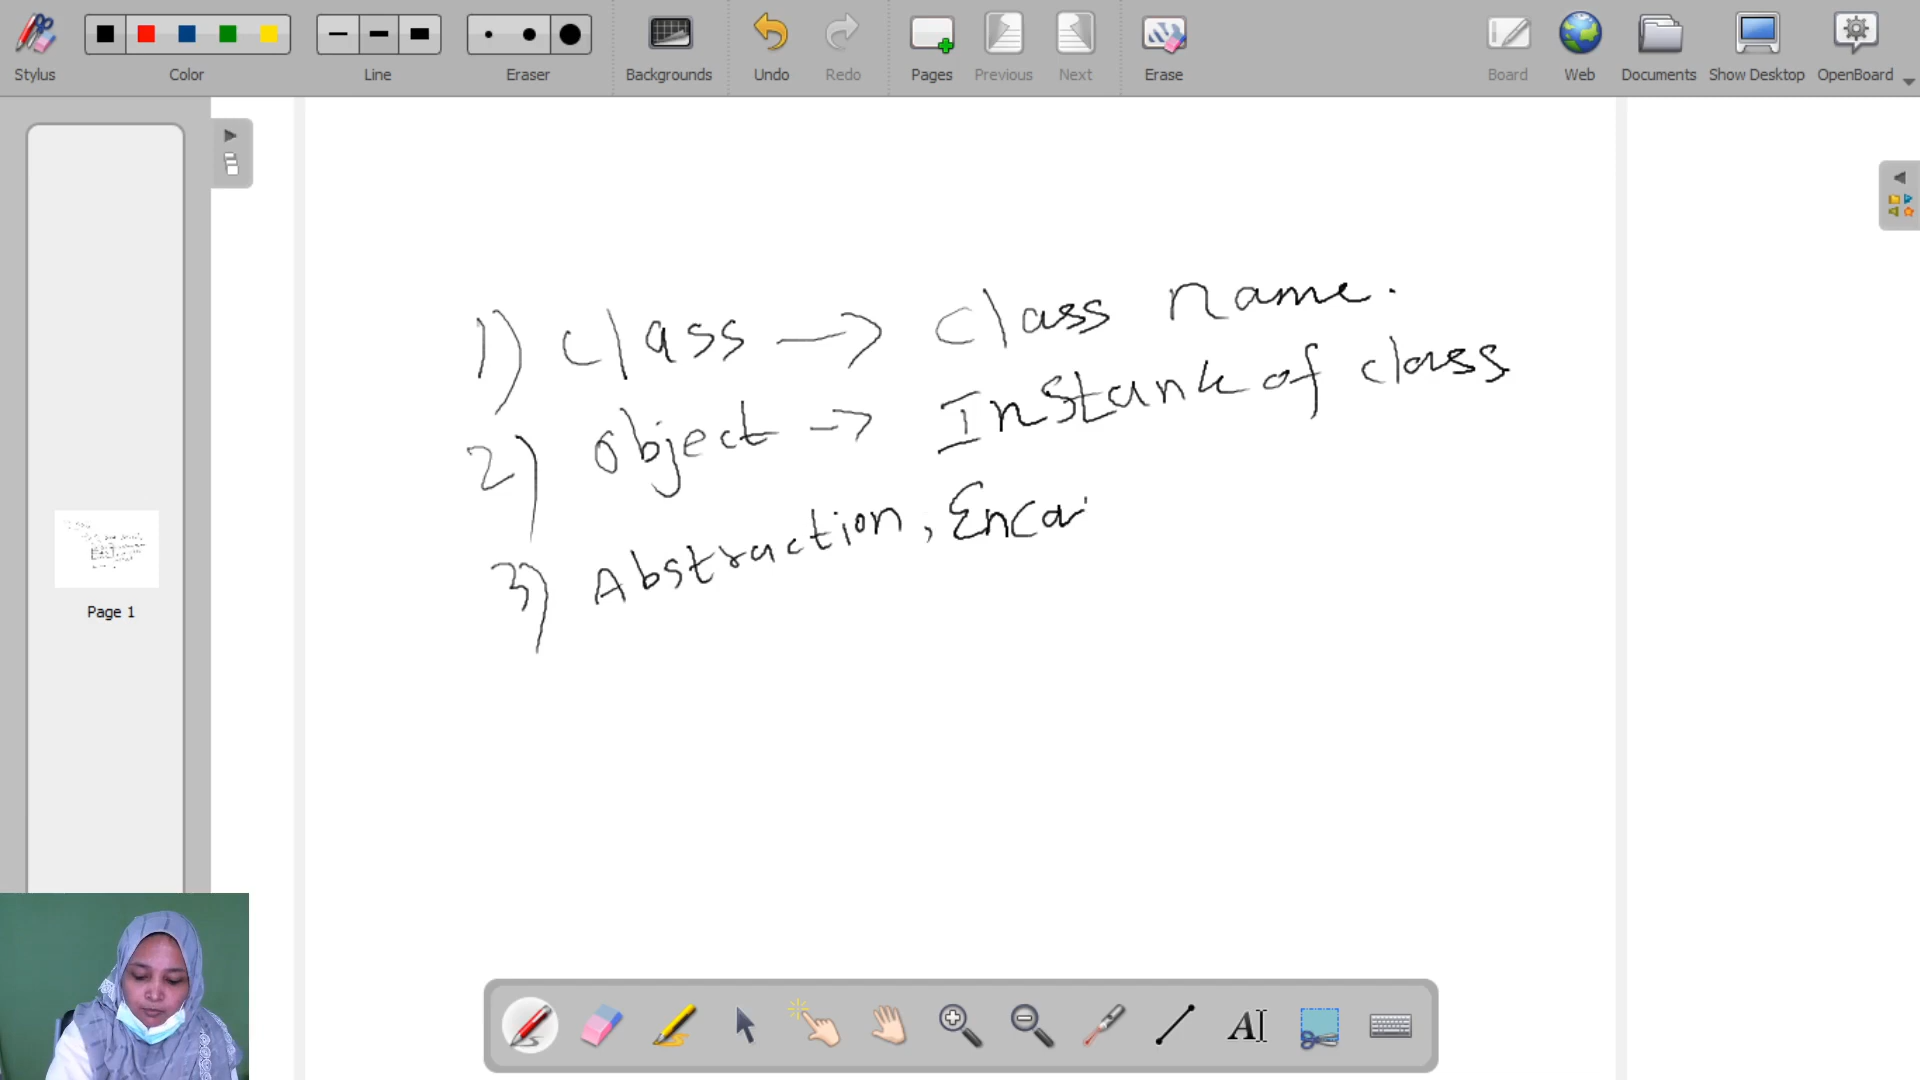 Stylus
Color
Line
Eraser
Backgrounds
Undo
Redo
Pages
Previous
Next
Erase
Board
Web
Documents
Show Desktop
OpenBoard
1) class → class name.
2) object → Instance of class
3) Abstraction, Enca
Page 1